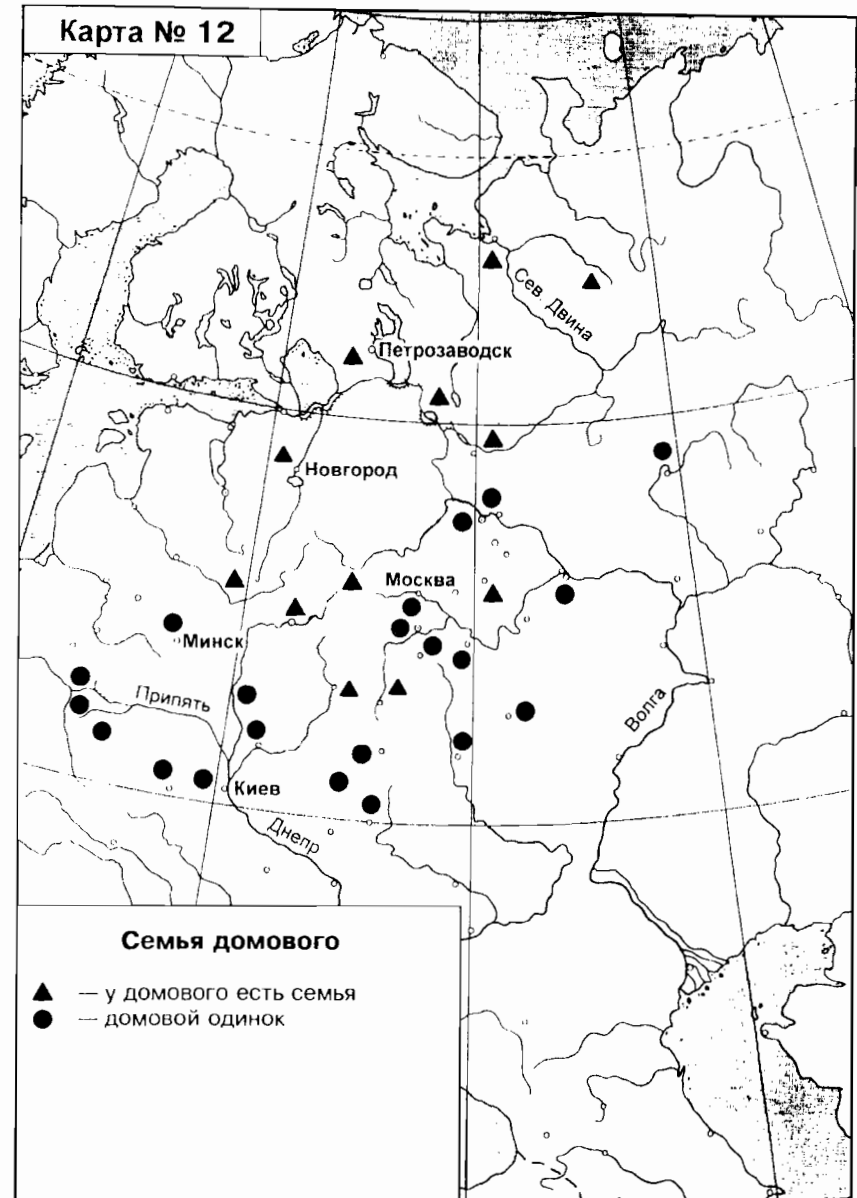 Карта № 12
Сев. Двина
Петрозаводск
Новгород
Москва
Минск
Припять
Волга
Киев
Днепр
Семья домового
▲ — у домового есть семья
● — домовой одинок